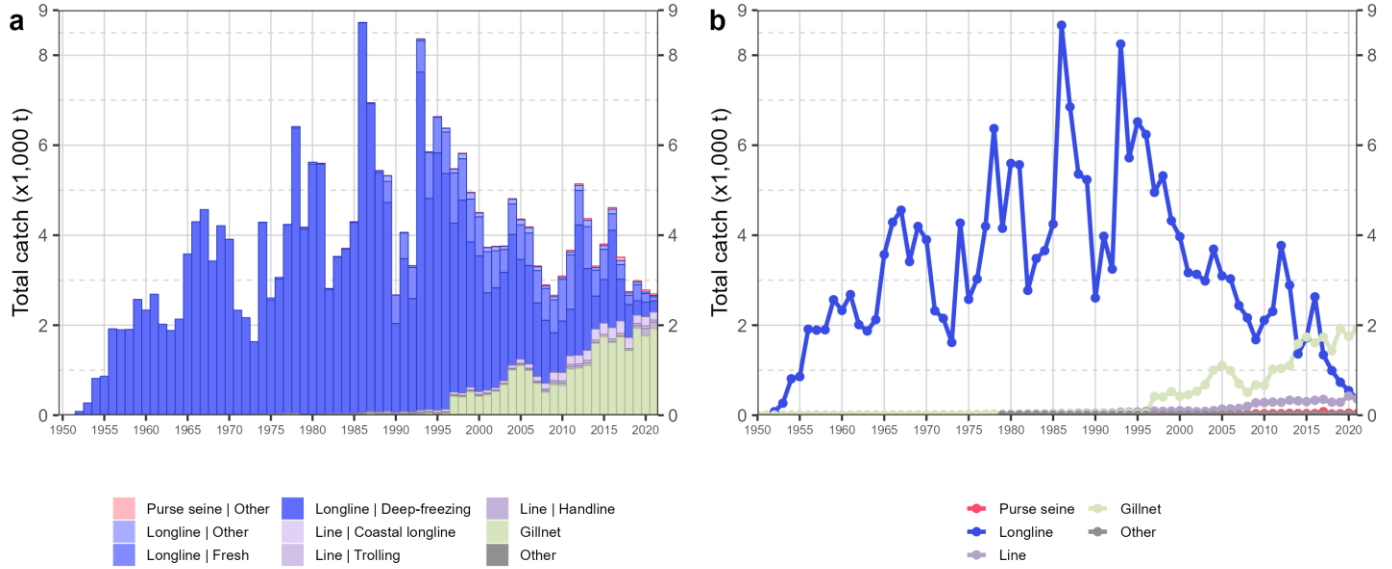 a
b
Total catch (x1,000 t)
9
8
6
4
2
0
9
8
6
4
2
0
1950 1955 1960 1965 1970 1975 1980 1985 1990 1995 2000 2005 2010 2015 2020
Total catch (x1,000 t)
9
8
6
4
2
0
9
8
6
4
2
0
1950 1955 1960 1965 1970 1975 1980 1985 1990 1995 2000 2005 2010 2015 2020
Purse seine | Other
Longline | Other
Longline | Fresh
Longline | Deep-freezing
Line | Coastal longline
Line | Trolling
Line | Handline
Gillnet
Other
Purse seine
Longline
Line
Gillnet
Other